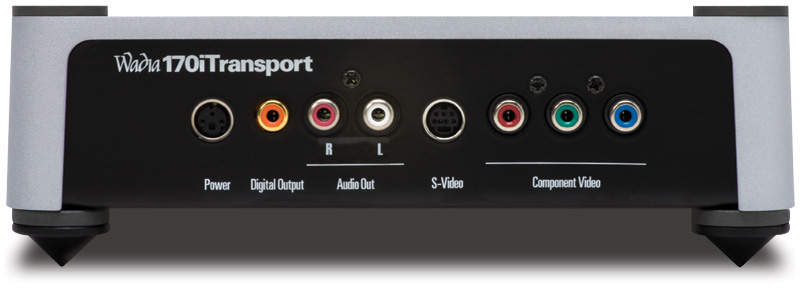 Wadia 170iTransport
R L
Power Digital Output Audio Out S-Video Component Video